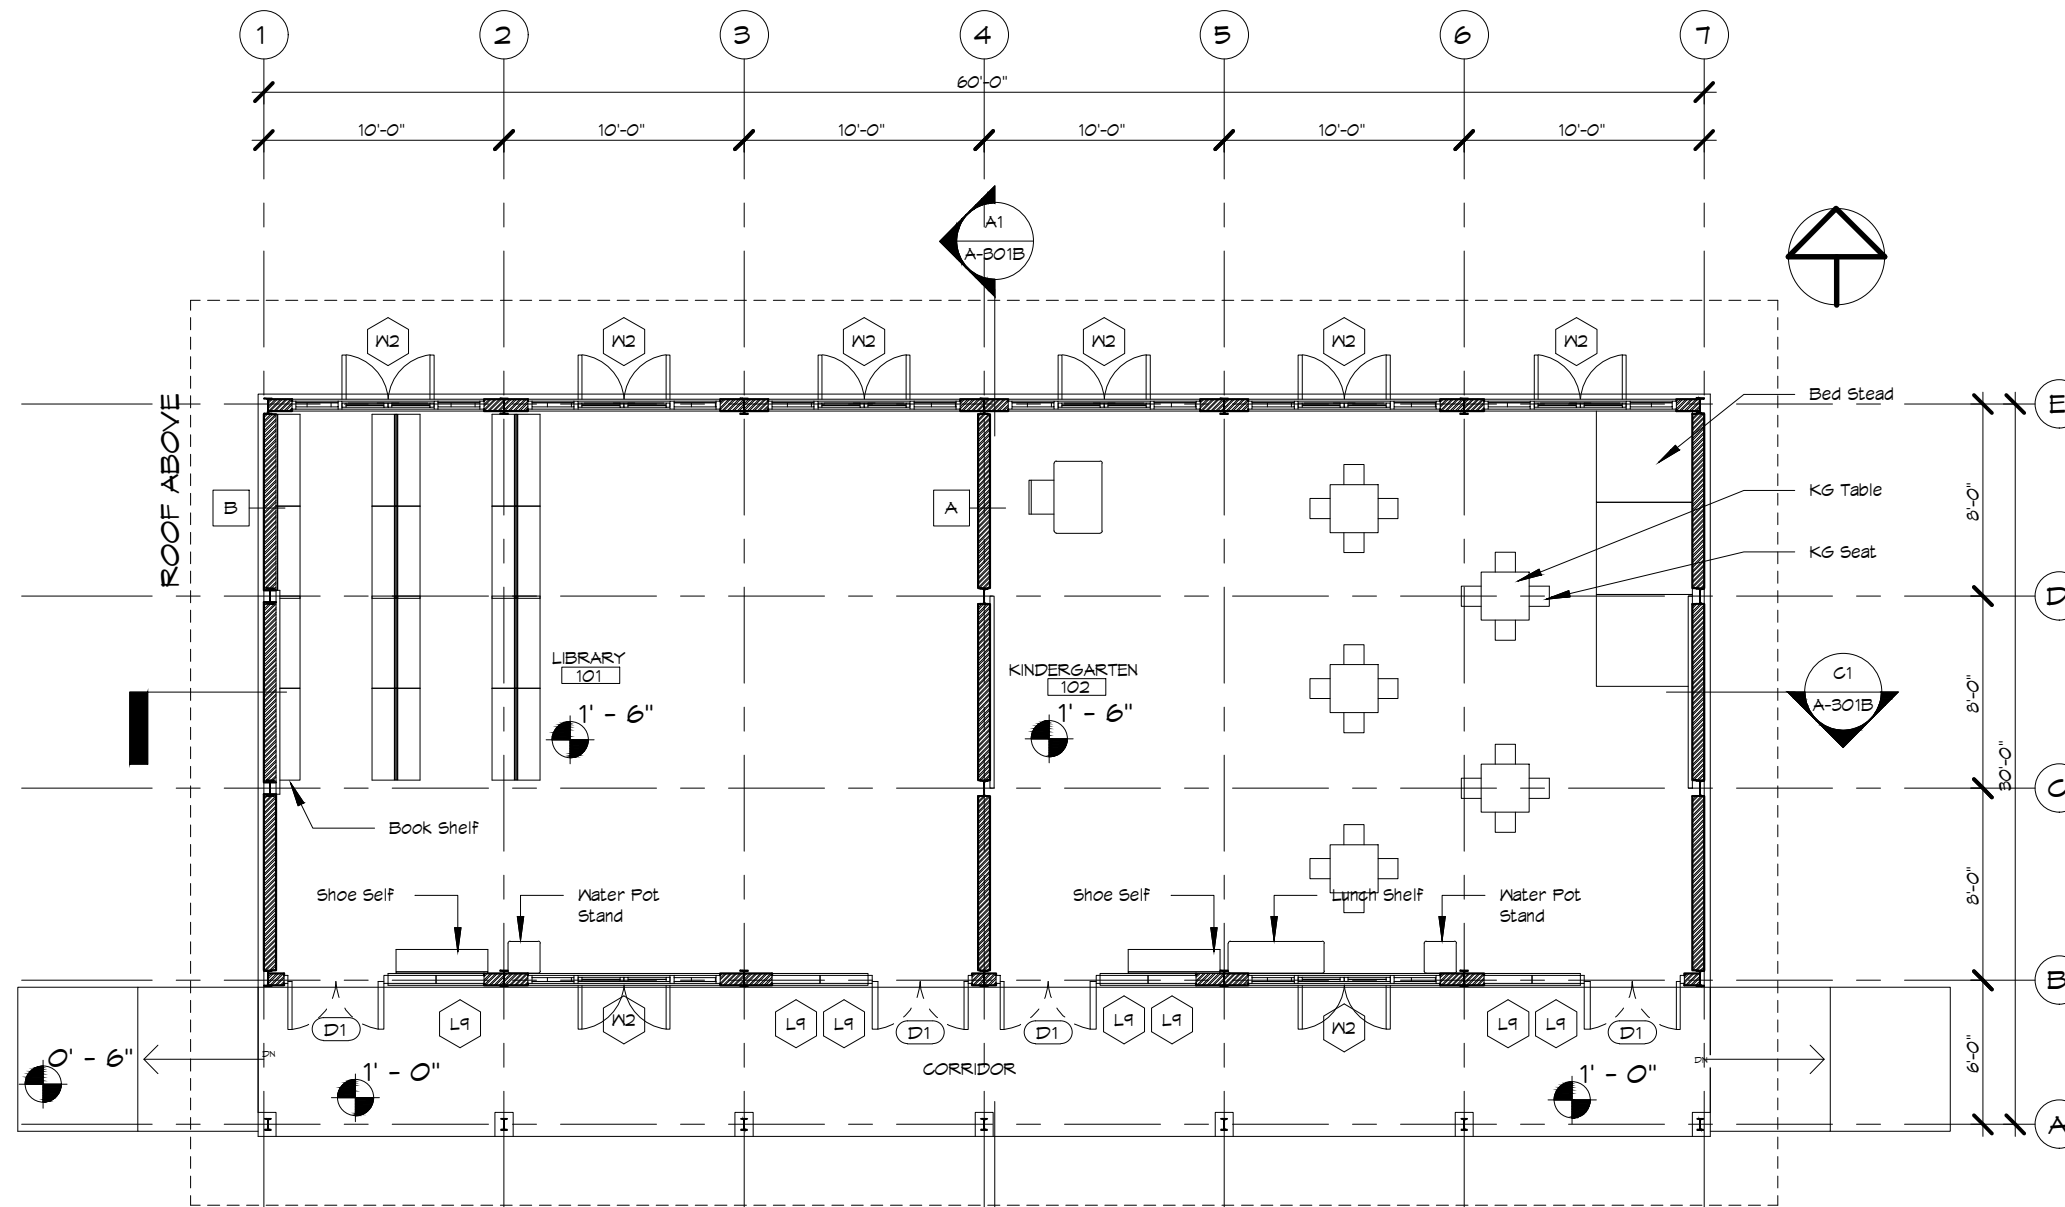 1 2 3 4 5 6 7
60'-0"
10'-0" 10'-0" 10'-0" 10'-0" 10'-0" 10'-0"
A1
A-301B
W2 W2 W2 W2 W2 W2
ROOF ABOVE
Bed Stead
E
B
A
KG Table
8'-0"
KG Seat
D
LIBRARY
101
1' - 6"
KINDERGARTEN
102
1' - 6"
C1
A-301B
8'-0"
30'-0"
C
Book Shelf
Shoe Self
Water Pot
Stand
Shoe Self
Lunch Shelf
Water Pot
Stand
8'-0"
B
D1 L9 W2 L9 L9 D1 D1 L9 L9 W2 L9 L9 D1
0' - 6"
DN
1' - 0"
CORRIDOR
1' - 0"
DN
6'-0"
A